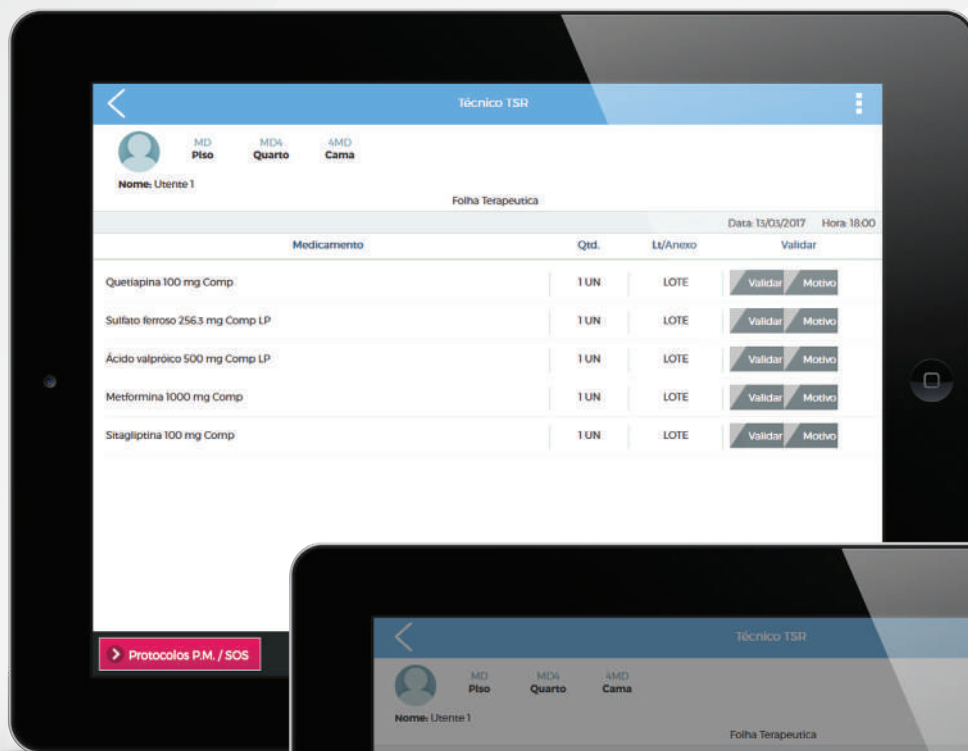 Técnico TSR
MD MD4 4MD
Piso Quarto Cama
Nome: Utente 1
Folha Terapeutica
Data: 13/03/2017 Hora: 18:00
Medicamento Qtd. Lt/Anexo Validar
Quetiapina 100 mg Comp. 1 UN LOTE Validar Motivo
Sulfato ferroso 256.3 mg Comp LP 1 UN LOTE Validar Motivo
Ácido valpróico 500 mg Comp LP 1 UN LOTE Validar Motivo
Metformina 1000 mg Comp 1 UN LOTE Validar Motivo
Sitagliptina 100 mg Comp 1 UN LOTE Validar Motivo
Protocolos P.M. / SOS
Técnico TSR
MD MD4 4MD
Piso Quarto Cama
Nome: Utente 1
Folha Terapeutica